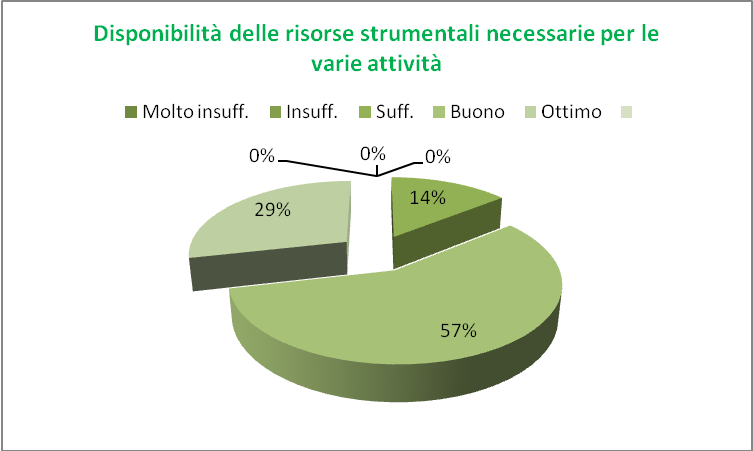 Disponibilità delle risorse strumentali necessarie per le
varie attività
Molto insuff. Insuff. Suff. Buono Ottimo
0% 0% 0%
29% 14%
57%